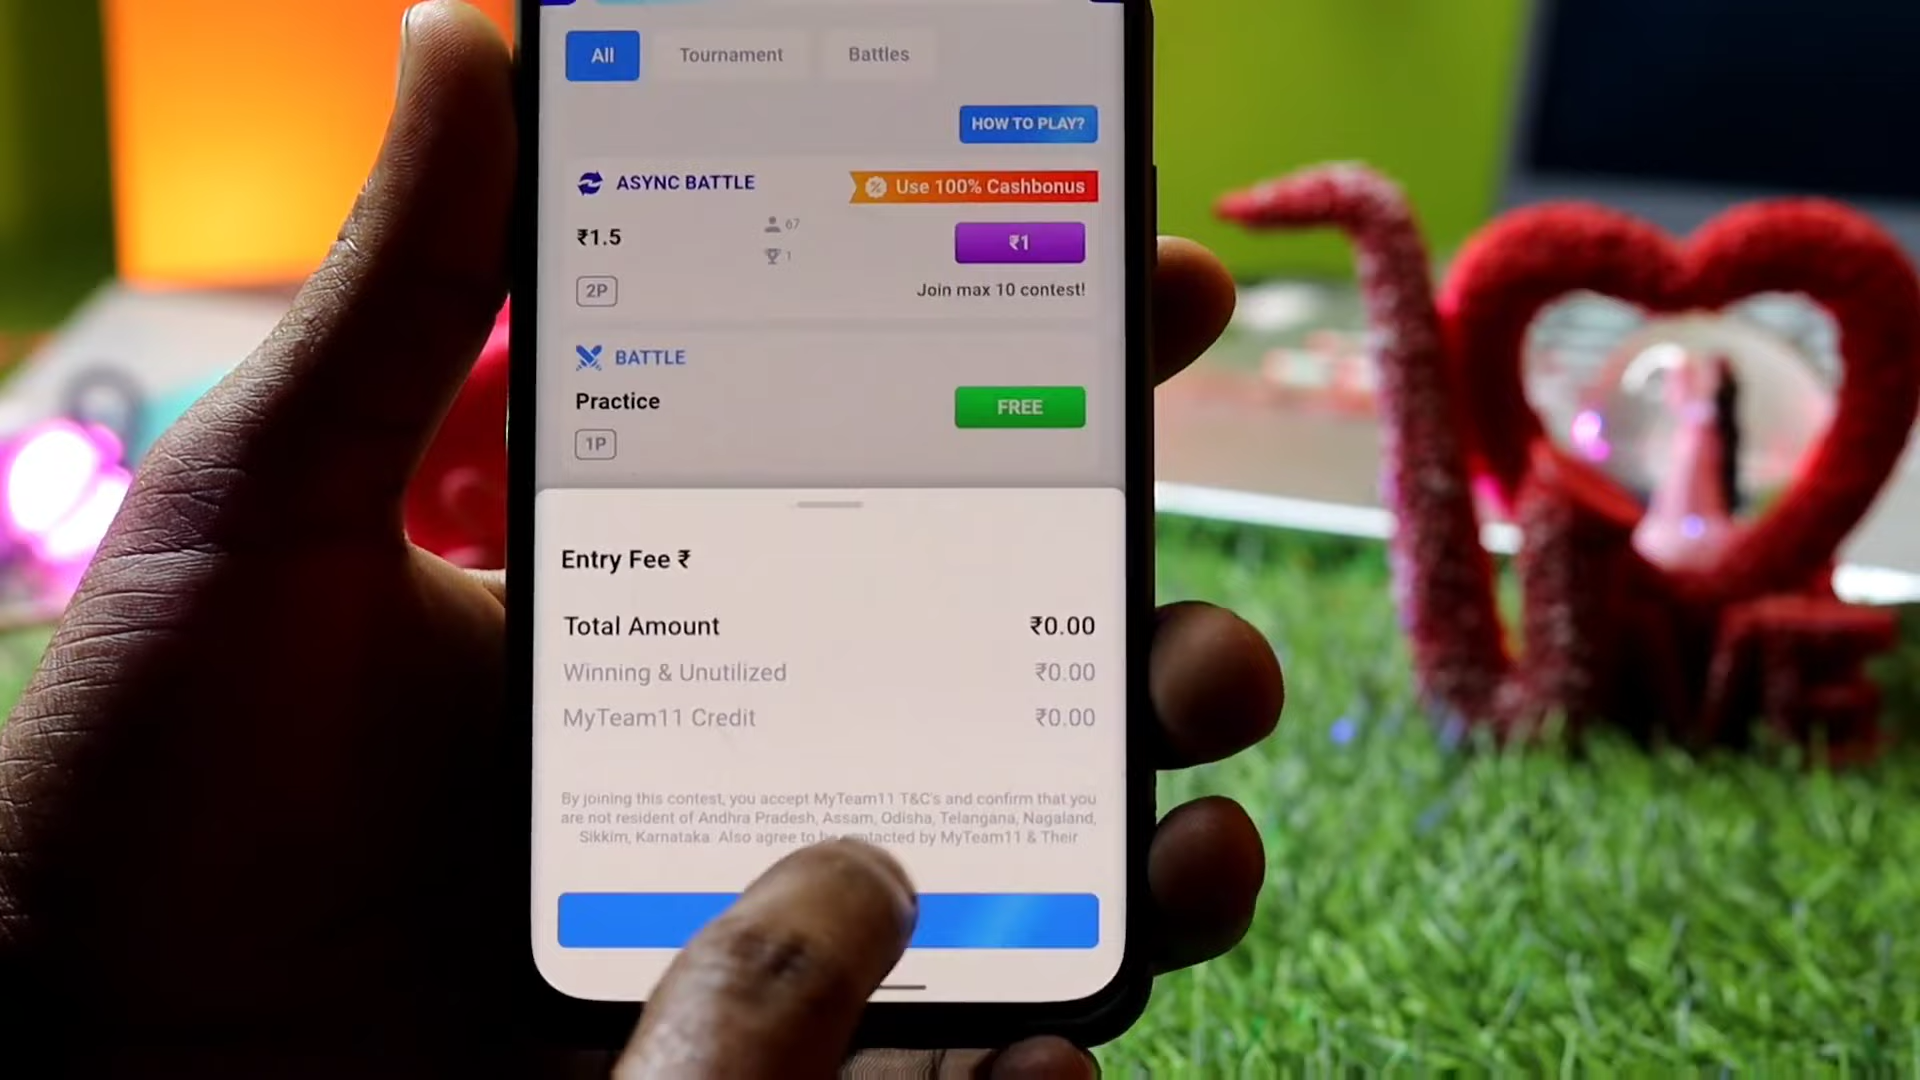 All
Tournament
Battles
HOW TO PLAY?
ASYNC BATTLE
Use 100% Cashbonus
₹1.5
67
₹1
1
2P
Join max 10 contest!
BATTLE
Practice
FREE
1P
Entry Fee ₹
Total Amount ₹0.00
Winning & Unutilized ₹0.00
MyTeam11 Credit ₹0.00
By joining this contest, you accept MyTeam11 T&C's and confirm that you
are not resident of Andhra Pradesh, Assam, Odisha, Telangana, Nagaland,
Sikkim, Karnataka. Also agree to be contacted by MyTeam11 & Their